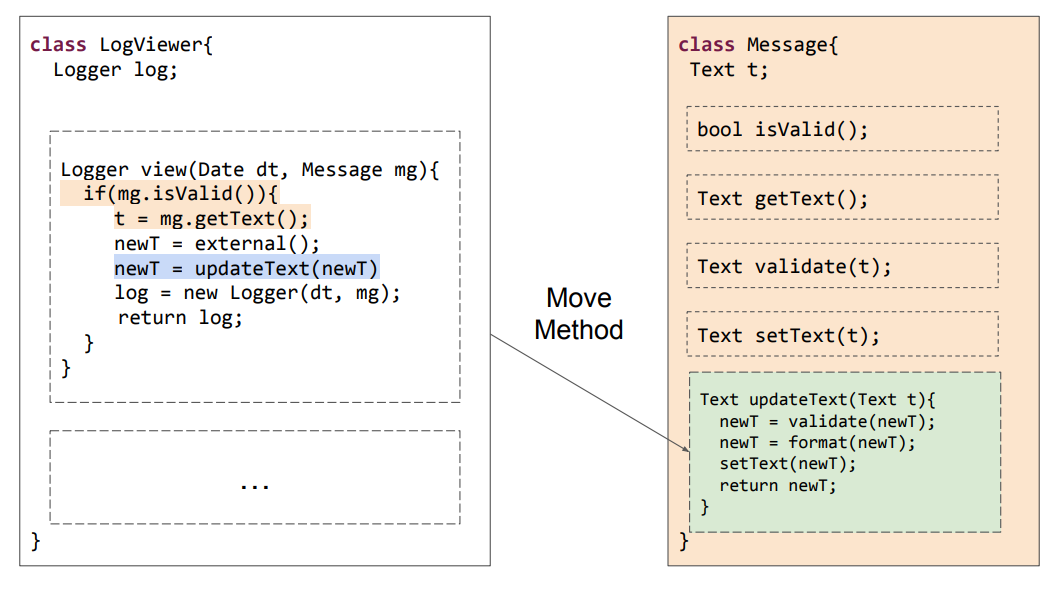 class LogViewer{
Logger log;
Logger view(Date dt, Message mg){
if(mg.isValid()){
t = mg.getText();
newT = external();
newT = updateText(newT)
log = new Logger(dt, mg);
return log;
}
}
...
}
Move
Method
class Message{
Text t;
bool isValid();
Text getText();
Text validate(t);
Text setText(t);
Text updateText(Text t){
newT = validate(newT);
newT = format(newT);
setText(newT);
return newT;
}
}